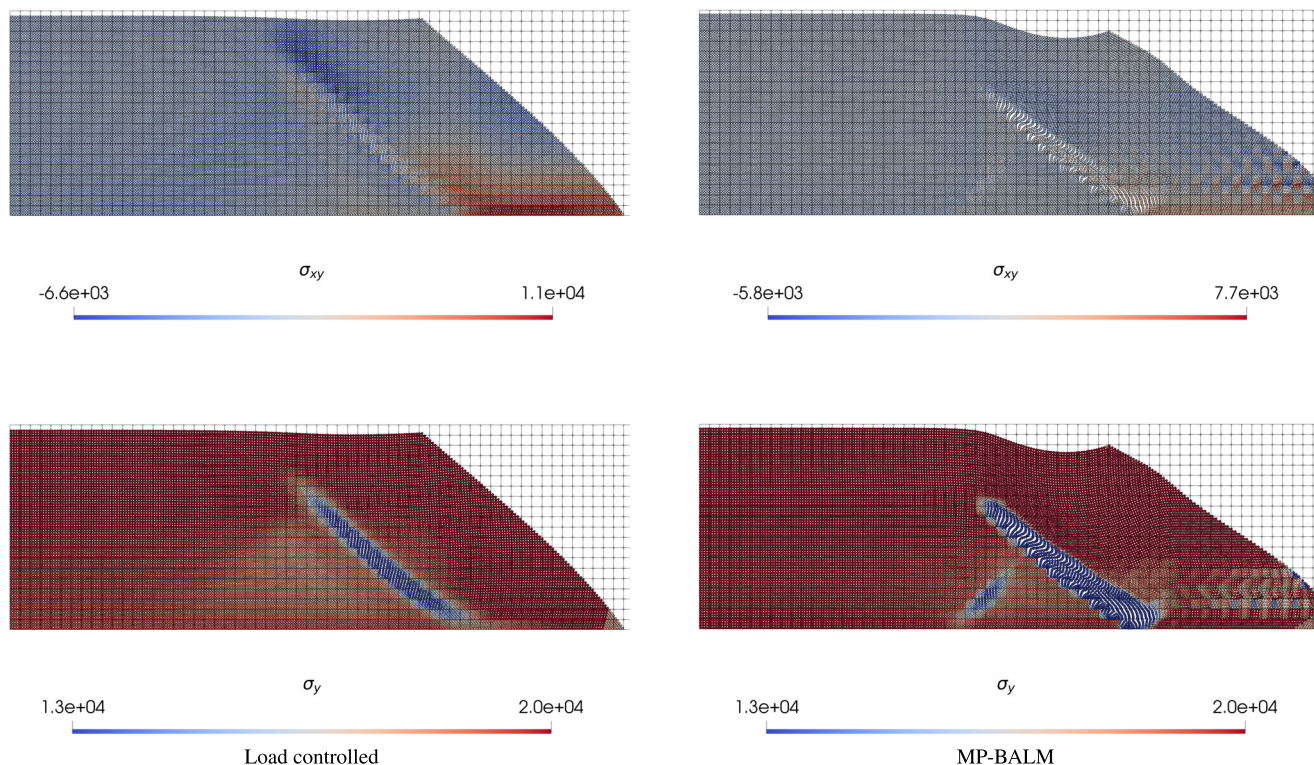 σxy
-6.6e+03 1.1e+04
σxy
-5.8e+03 7.7e+03
σy
1.3e+04 2.0e+04
Load controlled
σy
1.3e+04 2.0e+04
MP-BALM